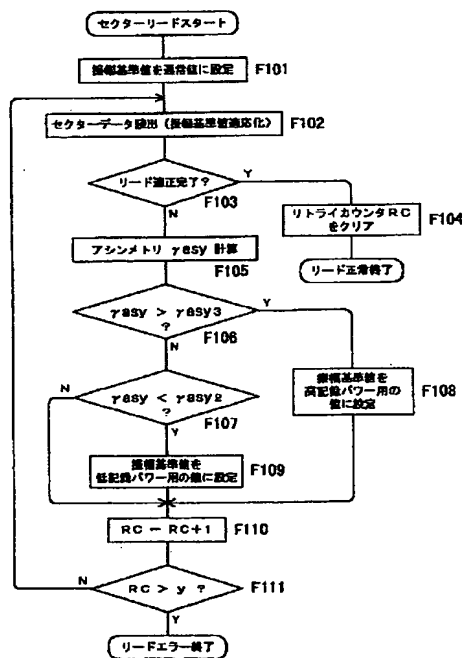 セクターリードスタート
振幅基準値を通常値に設定
F101
セクターデータ検出（振幅基準値適応化）
F102
リード適正完了？
Y
F103
N
リトライカウンタRC
をクリア
F104
アシンメトリ γasy 計算
F105
リード正常終了
γasy > γasy3
?
Y
F106
N
振幅基準値を
高記録パワー用の
値に設定
F108
N
γasy < γasy2
?
F107
Y
振幅基準値を
低記録パワー用の値に設定
F109
RC − RC+1
F110
N
RC > y ?
F111
Y
リードエラー終了